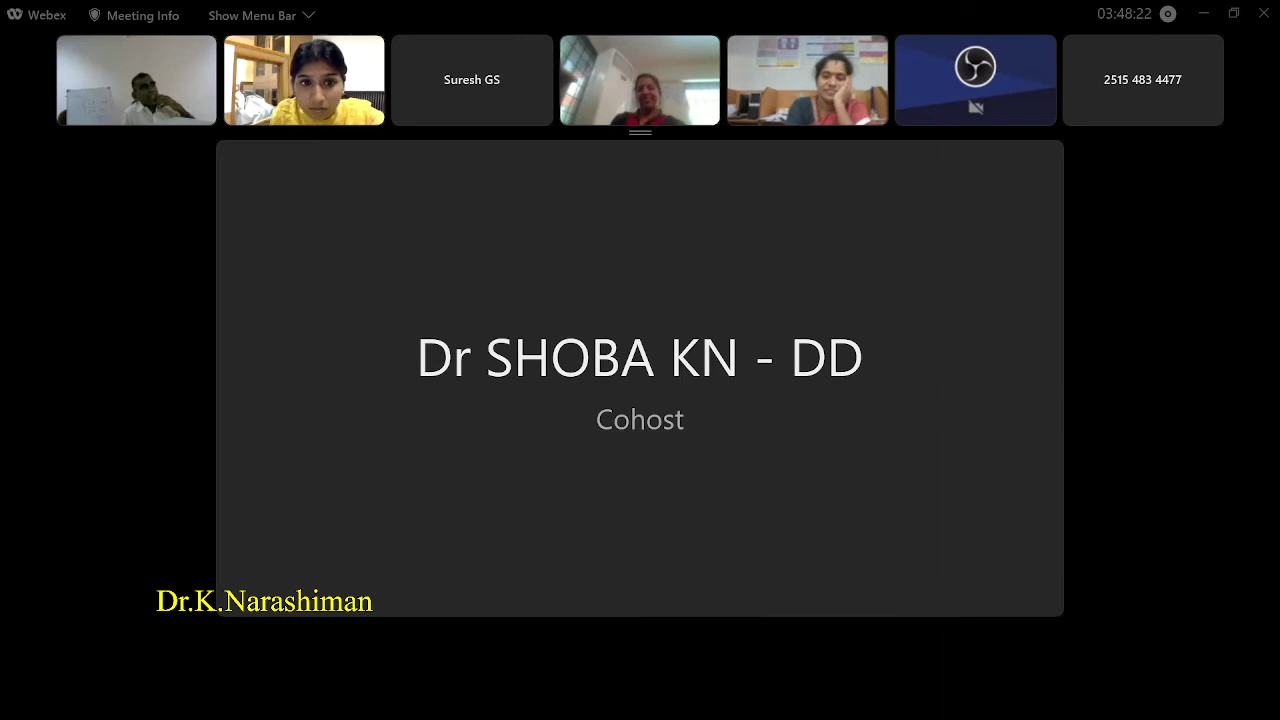 Webex
Meeting Info
Show Menu Bar
03:48:22
Suresh GS
2515 483 4477
Dr SHOBA KN - DD
Cohost
Dr.K.Narashiman